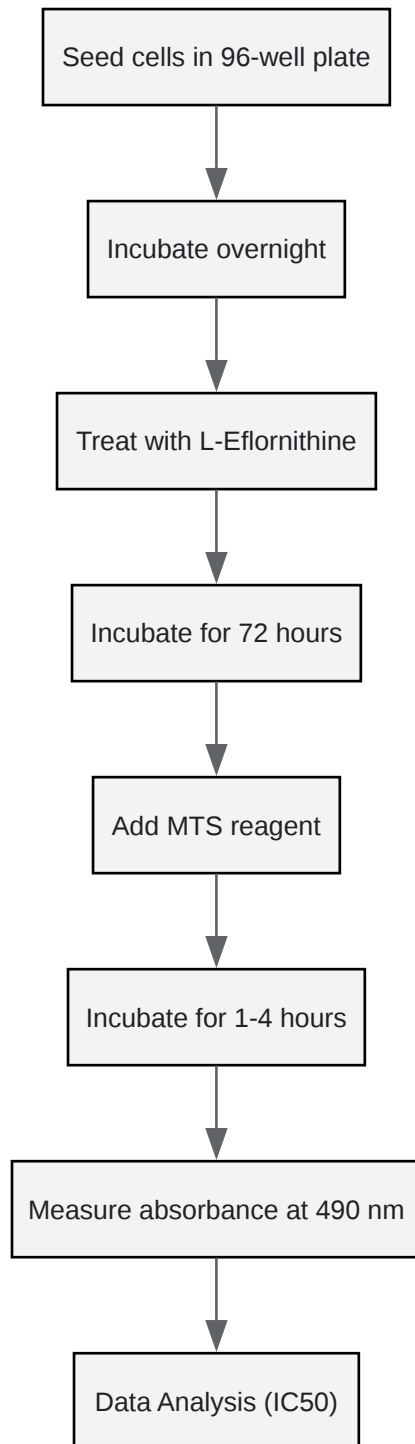 Seed cells in 96-well plate
Incubate overnight
Treat with L-Eflornithine
Incubate for 72 hours
Add MTS reagent
Incubate for 1-4 hours
Measure absorbance at 490 nm
Data Analysis (IC50)